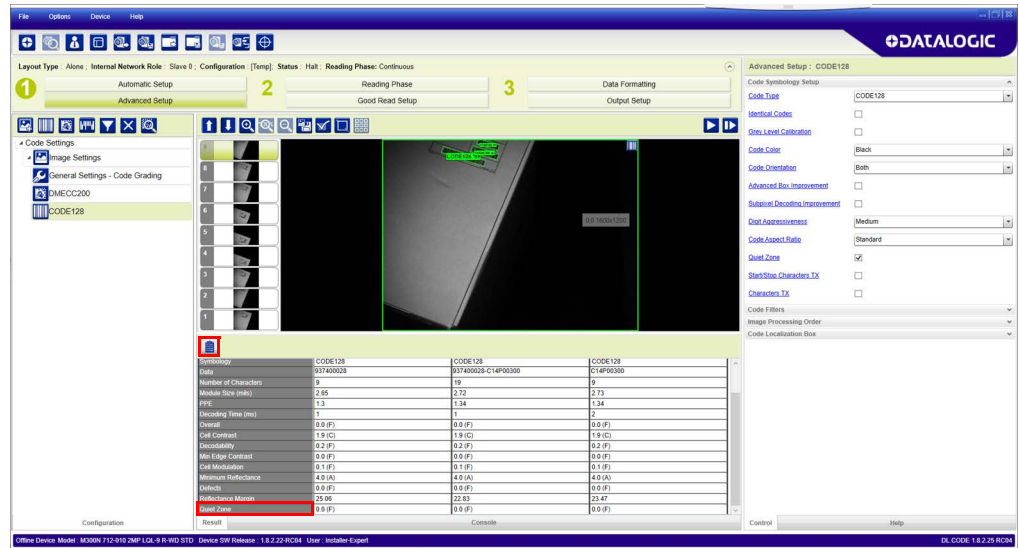 File Options Device Help
DATALOGIC
Layout Type : Alone ; Internal Network Role : Slave 0 ; Configuration : [Temp]; Status : Halt ; Reading Phase: Continuous
1 Automatic Setup 2 Reading Phase 3 Data Formatting
Advanced Setup Good Read Setup Output Setup
Code Settings
Image Settings
General Settings - Code Grading
DMECC200
CODE128
Configuration
8
7
6
5
4
3
2
1
CODE128
0,0 1600x1200
Symbology CODE128 CODE128 CODE128
Data 937400028 937400028-C14P00300 C14P00300
Number of Characters 9 19 9
Module Size (mils) 2.65 2.72 2.73
PPE 1.3 1.34 1.34
Decoding Time (ms) 1 1 2
Overall 0.0 (F) 0.0 (F) 0.0 (F)
Cell Contrast 1.9 (C) 1.9 (C) 1.9 (C)
Decodability 0.2 (F) 0.2 (F) 0.2 (F)
Min Edge Contrast 0.0 (F) 0.0 (F) 0.0 (F)
Cell Modulation 0.1 (F) 0.1 (F) 0.1 (F)
Minimum Reflectance 4.0 (A) 4.0 (A) 4.0 (A)
Defects 0.0 (F) 0.0 (F) 0.0 (F)
Reflectance Margin 25.06 22.83 23.47
Quiet Zone 0.0 (F) 0.0 (F) 0.0 (F)
Result Console
Advanced Setup : CODE128
Code Symbology Setup
Code Type CODE128
Identical Codes
Grey Level Calibration
Code Color Black
Code Orientation Both
Advanced Box Improvement
Subpixel Decoding Improvement
Digit Aggressiveness Medium
Code Aspect Ratio Standard
Quiet Zone
Start/Stop Characters TX
Characters TX
Code Filters
Image Processing Order
Code Localization Box
Control Help
Offline Device Model : M300N 712-010 2MP LQL-9 R-WD STD Device SW Release : 1.8.2.22-RC04 User : Installer-Expert
DL.CODE 1.8.2.25 RC04